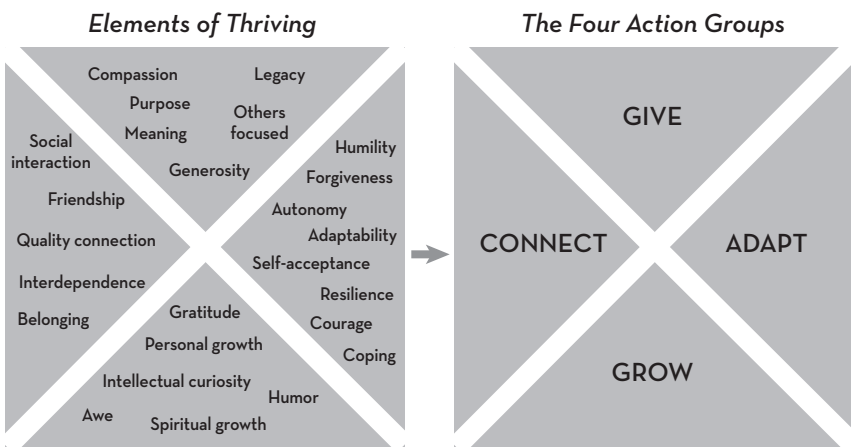 Elements of Thriving
Compassion
Legacy
Purpose
Others
focused
Meaning
Generosity
Social
interaction
Friendship
Quality connection
Interdependence
Belonging
Humility
Forgiveness
Autonomy
Adaptability
Self-acceptance
Resilience
Courage
Coping
Gratitude
Personal growth
Intellectual curiosity
Humor
Awe
Spiritual growth
The Four Action Groups
GIVE
CONNECT
ADAPT
GROW